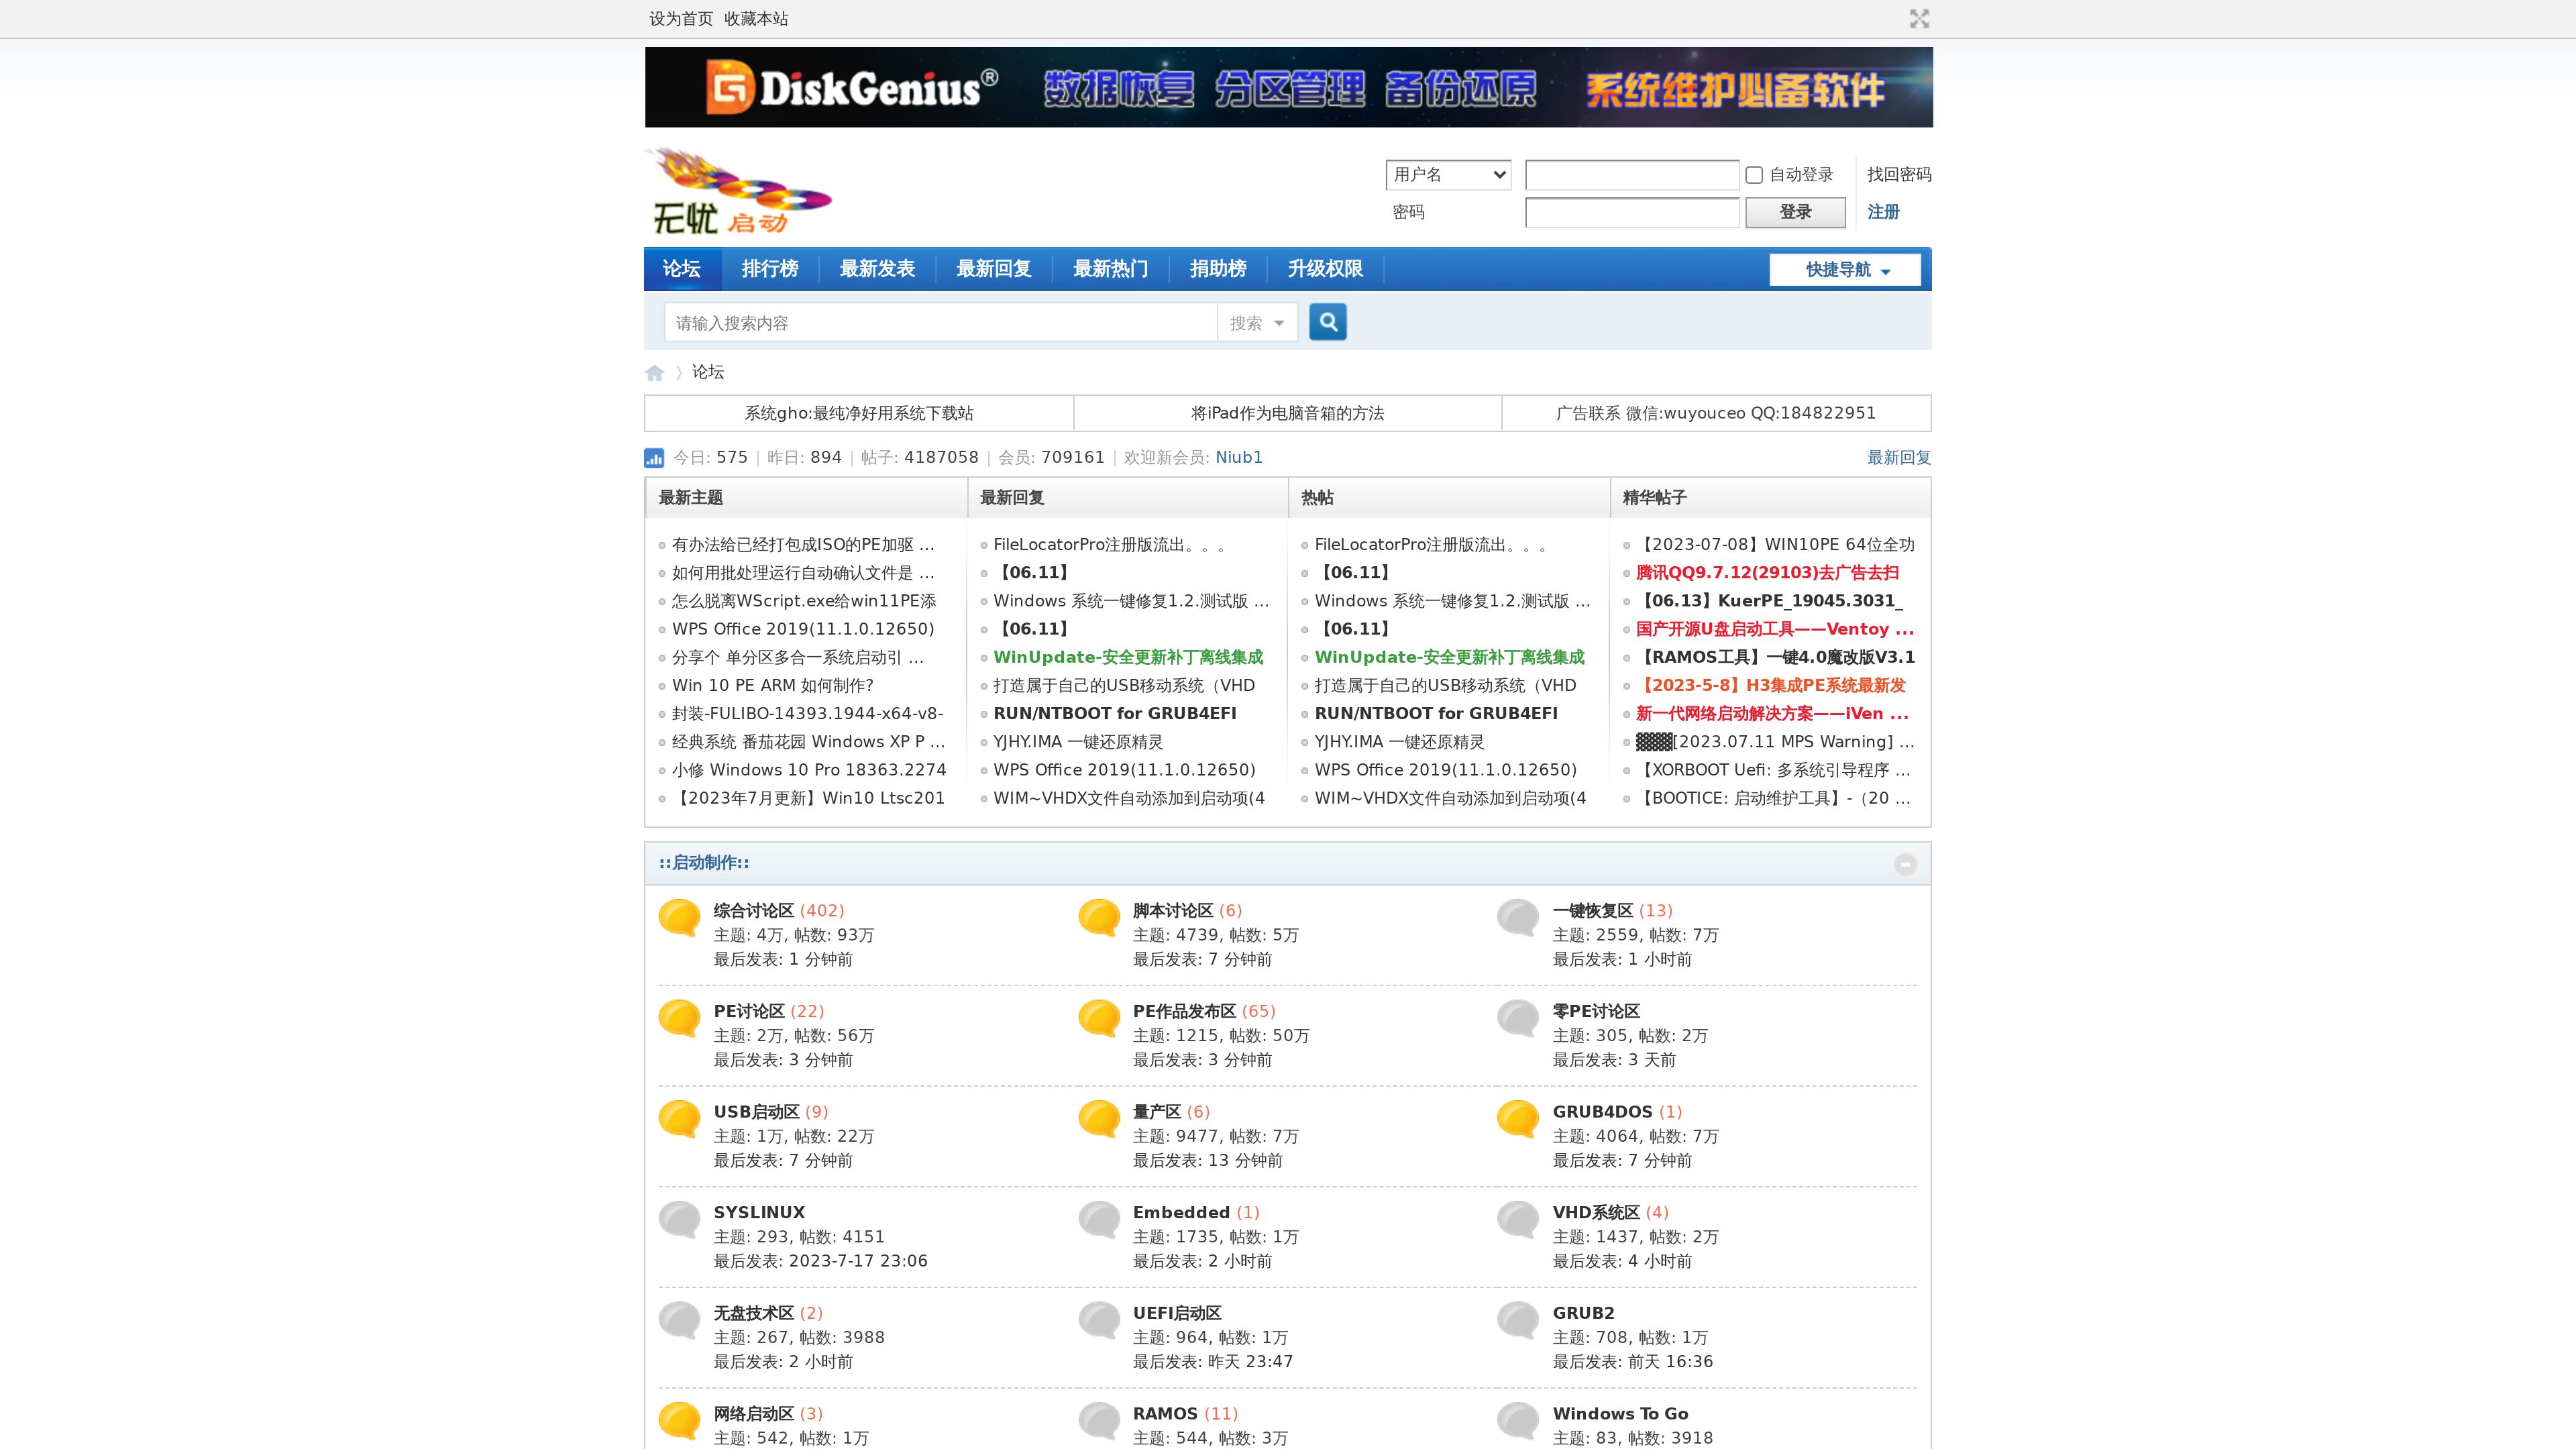 设为首页 收藏本站
DiskGenius® 数据恢复 分区管理 备份还原 系统维护必备软件
无忧启动
用户名 自动登录 找回密码
密码 登录 注册
论坛 排行榜 最新发表 最新回复 最新热门 捐助榜 升级权限 快捷导航
请输入搜索内容 搜索
论坛
系统gho:最纯净好用系统下载站 将iPad作为电脑音箱的方法 广告联系 微信:wuyouceo QQ:184822951
今日: 575 | 昨日: 894 | 帖子: 4187058 | 会员: 709161 | 欢迎新会员: Niub1 最新回复
最新主题
有办法给已经打包成ISO的PE加驱 ...
如何用批处理运行自动确认文件是 ...
怎么脱离WScript.exe给win11PE添
WPS Office 2019(11.1.0.12650)
分享个 单分区多合一系统启动引 ...
Win 10 PE ARM 如何制作?
封装-FULIBO-14393.1944-x64-v8-
经典系统 番茄花园 Windows XP P ...
小修 Windows 10 Pro 18363.2274
【2023年7月更新】Win10 Ltsc201
最新回复
FileLocatorPro注册版流出。。。
【06.11】
Windows 系统一键修复1.2.测试版 ...
【06.11】
WinUpdate-安全更新补丁离线集成
打造属于自己的USB移动系统（VHD
RUN/NTBOOT for GRUB4EFI
YJHY.IMA 一键还原精灵
WPS Office 2019(11.1.0.12650)
WIM~VHDX文件自动添加到启动项(4
热帖
FileLocatorPro注册版流出。。。
【06.11】
Windows 系统一键修复1.2.测试版 ...
【06.11】
WinUpdate-安全更新补丁离线集成
打造属于自己的USB移动系统（VHD
RUN/NTBOOT for GRUB4EFI
YJHY.IMA 一键还原精灵
WPS Office 2019(11.1.0.12650)
WIM~VHDX文件自动添加到启动项(4
精华帖子
【2023-07-08】WIN10PE 64位全功
腾讯QQ9.7.12(29103)去广告去扫
【06.13】KuerPE_19045.3031_
国产开源U盘启动工具——Ventoy ...
【RAMOS工具】一键4.0魔改版V3.1
【2023-5-8】H3集成PE系统最新发
新一代网络启动解决方案——iVen ...
▓▓▓[2023.07.11 MPS Warning] ...
【XORBOOT Uefi: 多系统引导程序 ...
【BOOTICE: 启动维护工具】-（20 ...
::启动制作::
综合讨论区 (402)
主题: 4万, 帖数: 93万
最后发表: 1 分钟前
脚本讨论区 (6)
主题: 4739, 帖数: 5万
最后发表: 7 分钟前
一键恢复区 (13)
主题: 2559, 帖数: 7万
最后发表: 1 小时前
PE讨论区 (22)
主题: 2万, 帖数: 56万
最后发表: 3 分钟前
PE作品发布区 (65)
主题: 1215, 帖数: 50万
最后发表: 3 分钟前
零PE讨论区
主题: 305, 帖数: 2万
最后发表: 3 天前
USB启动区 (9)
主题: 1万, 帖数: 22万
最后发表: 7 分钟前
量产区 (6)
主题: 9477, 帖数: 7万
最后发表: 13 分钟前
GRUB4DOS (1)
主题: 4064, 帖数: 7万
最后发表: 7 分钟前
SYSLINUX
主题: 293, 帖数: 4151
最后发表: 2023-7-17 23:06
Embedded (1)
主题: 1735, 帖数: 1万
最后发表: 2 小时前
VHD系统区 (4)
主题: 1437, 帖数: 2万
最后发表: 4 小时前
无盘技术区 (2)
主题: 267, 帖数: 3988
最后发表: 2 小时前
UEFI启动区
主题: 964, 帖数: 1万
最后发表: 昨天 23:47
GRUB2
主题: 708, 帖数: 1万
最后发表: 前天 16:36
网络启动区 (3)
主题: 542, 帖数: 1万
RAMOS (11)
主题: 544, 帖数: 3万
Windows To Go
主题: 83, 帖数: 3918